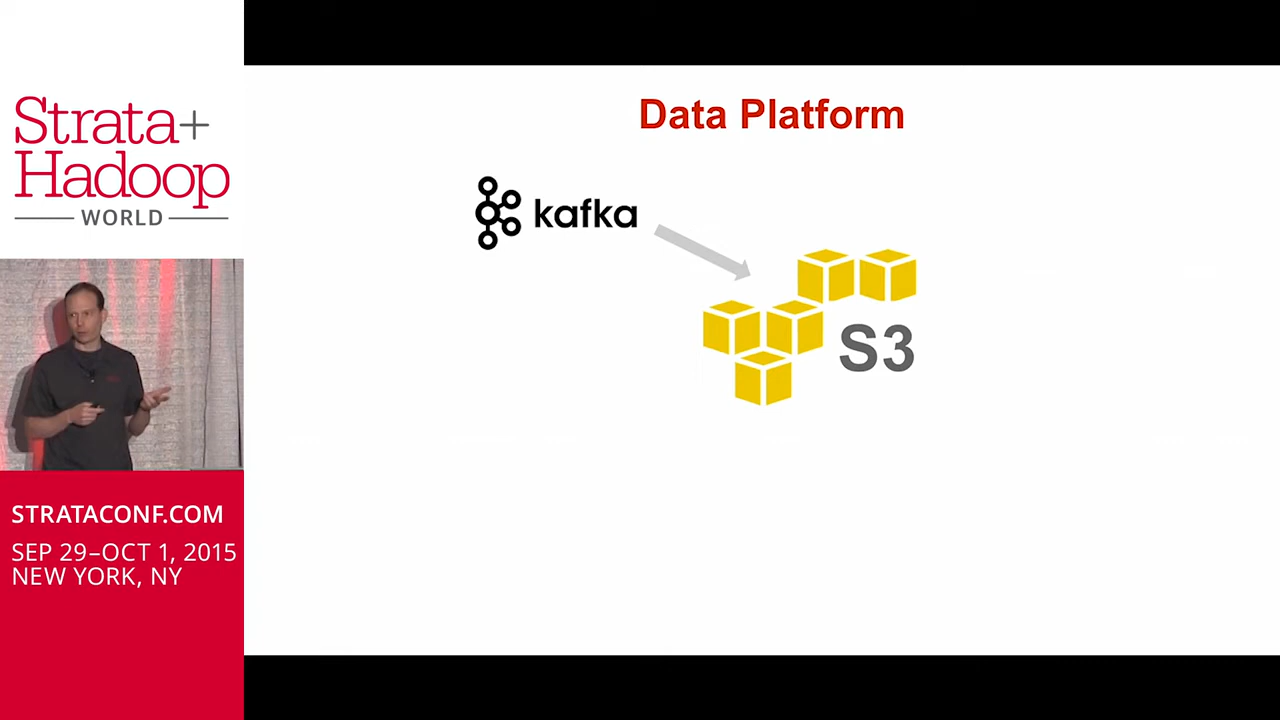 Strata+
Hadoop
WORLD
STRATACONF.COM
SEP 29–OCT 1, 2015
NEW YORK, NY
Data Platform
kafka
S3